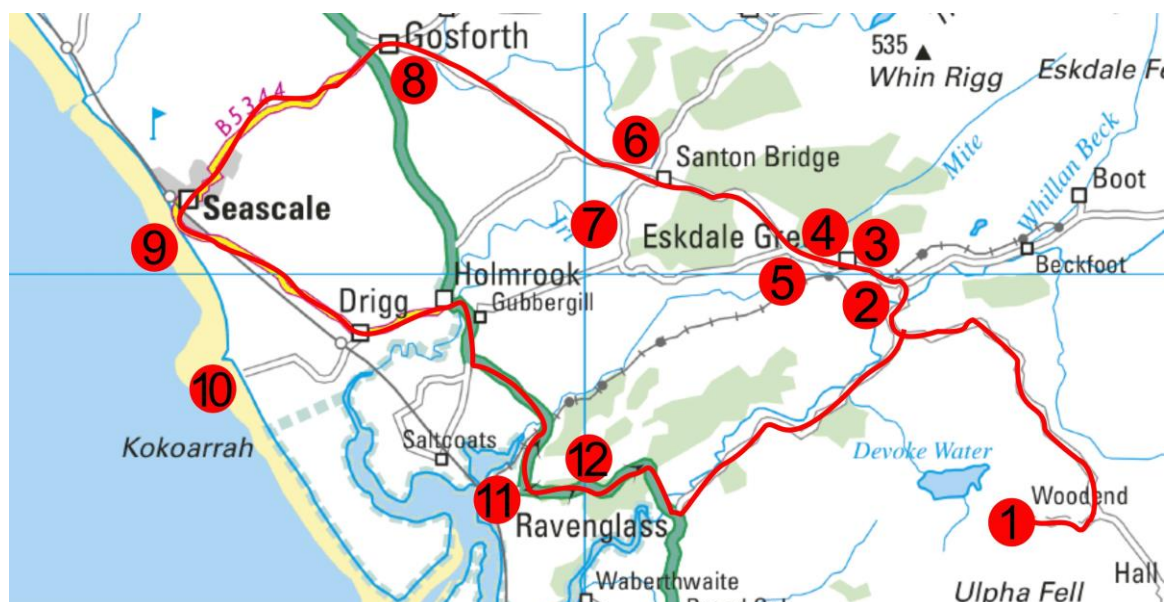 Gosforth
8
535
Whin Rigg
Eskdale Fe
B5344
6
Santon Bridge
Mite
Whillan Beck
Boot
Seascale
7
Eskdale Gre
4
3
9
5
Beckfoot
Holmrook
2
Drigg
Gubbergill
10
Kokoarrah
Saltcoats
12
Devoke Water
11
Woodend
1
Ravenglass
Hall
Waberthwaite
Ulpha Fell